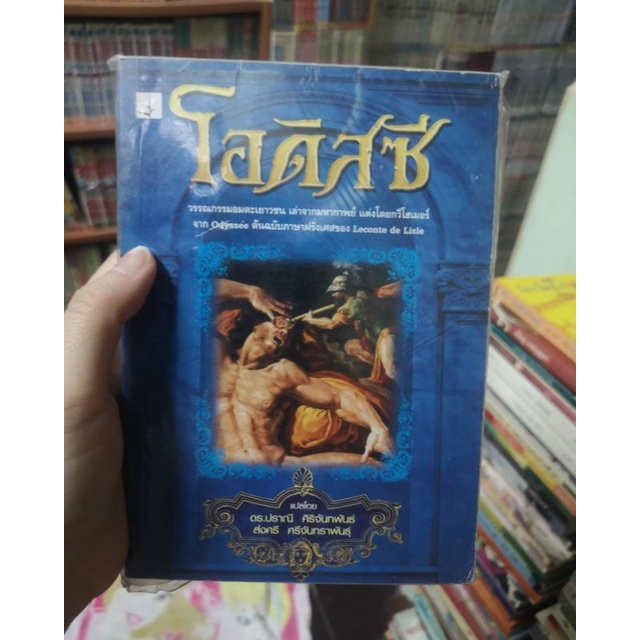 โอดิสซี
วรรณกรรมอมตะเยาวชน เล่าจากมหากาพย์ แต่งโดยกวีโฮเมอร์
จาก Odyssée ต้นฉบับภาษาฝรั่งเศสของ Leconte de Lisle
แปลโดย
ดร.ปราณี ศิริจันทพันธ์
ส่งศรี ศรีจันทราพันธุ์